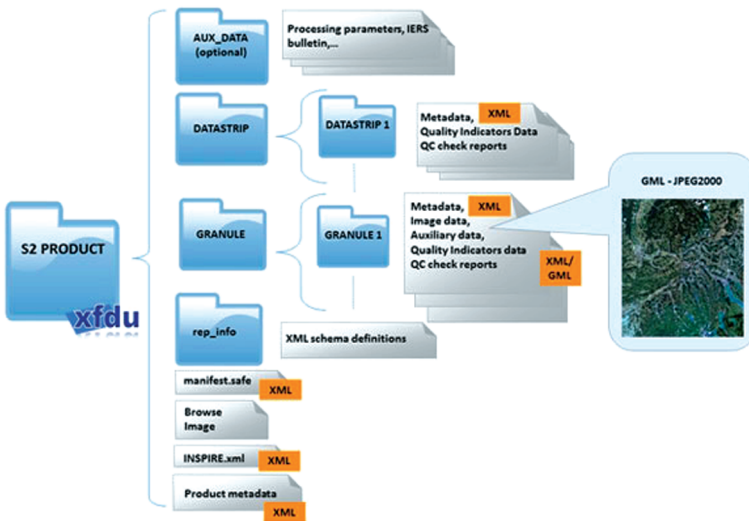 AUX_DATA
(optional)
Processing parameters, IERS
bulletin,...
DATASTRIP
DATASTRIP 1
Metadata,
XML
Quality Indicators Data
QC check reports
S2 PRODUCT
xfdu
GRANULE
GRANULE 1
Metadata,
XML
Image data,
Auxiliary data,
Quality Indicators data
QC check reports
XML/
GML
GML - JPEG2000
rep_info
XML schema definitions
manifest.safe
XML
Browse
Image
INSPIRE.xml
XML
Product metadata
XML